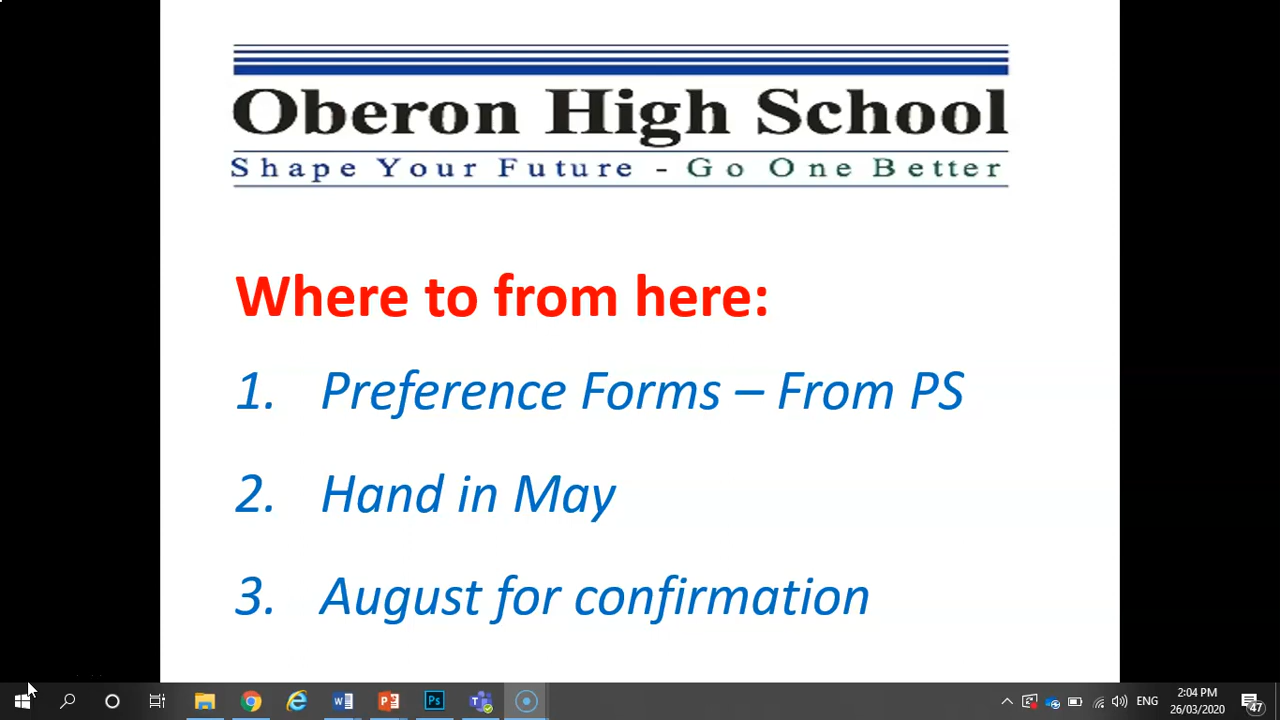 Oberon High School
Shape Your Future - Go One Better
Where to from here:
1. Preference Forms – From PS
2. Hand in May
3. August for confirmation
Ps
ENG
2:04 PM
26/03/2020
47